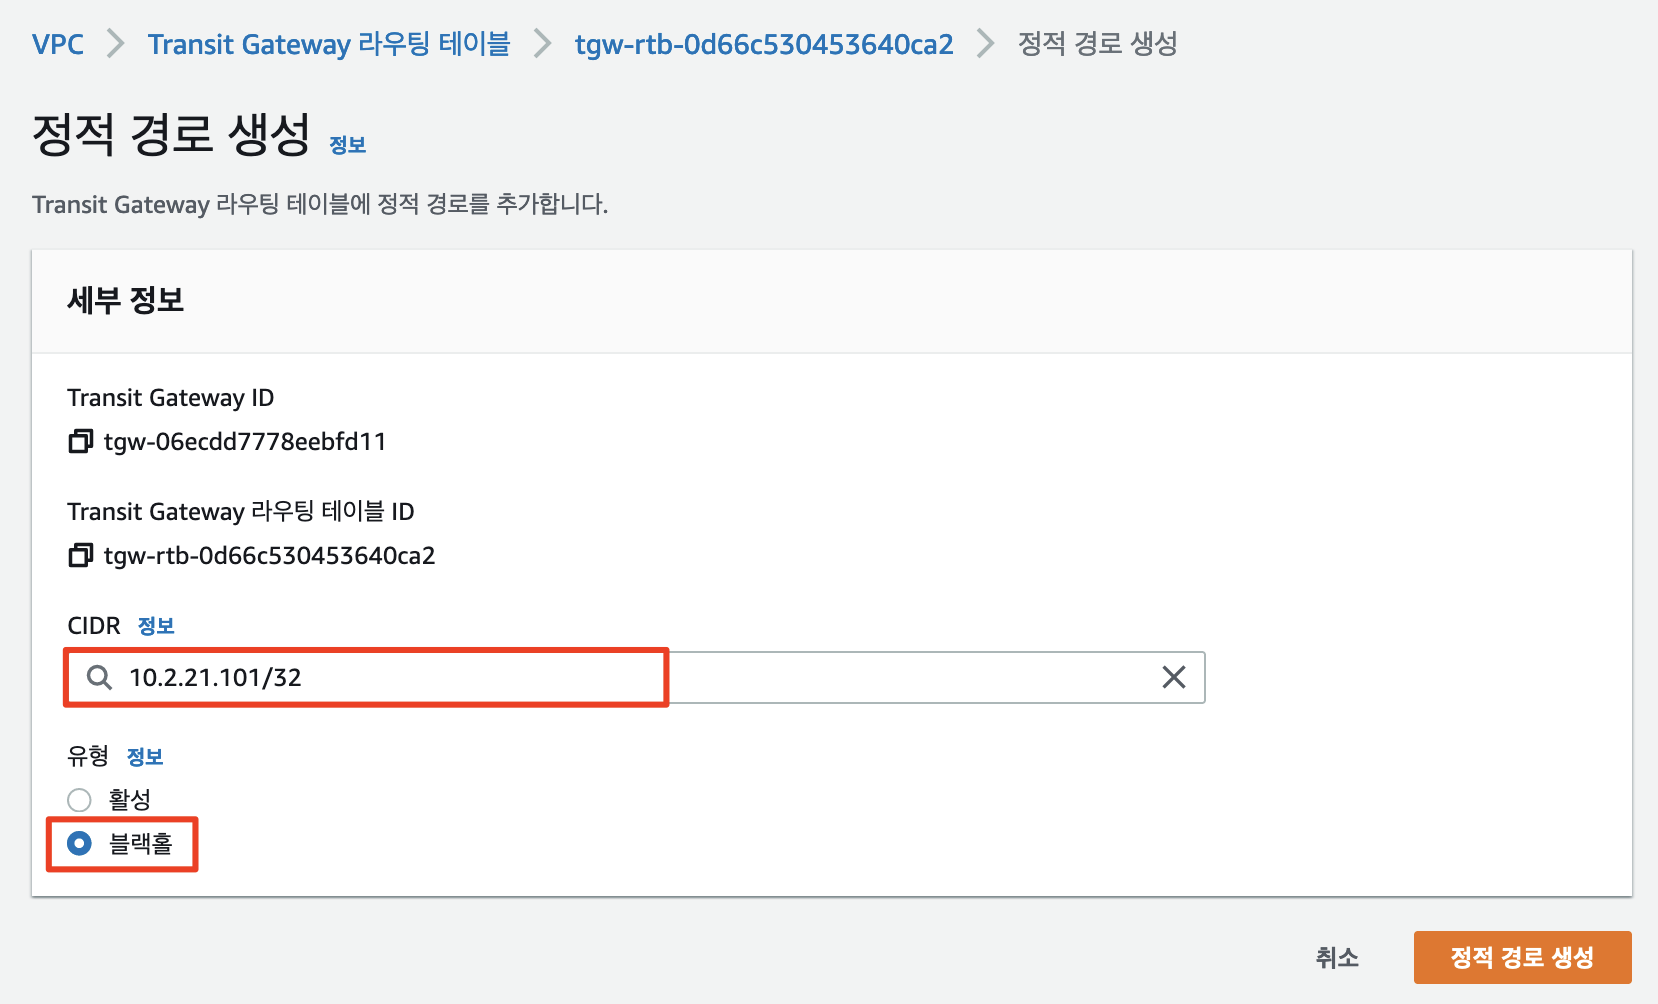 VPC > Transit Gateway 라우팅 테이블 > tgw-rtb-0d66c530453640ca2 > 정적 경로 생성
정적 경로 생성 정보
Transit Gateway 라우팅 테이블에 정적 경로를 추가합니다.
세부 정보
Transit Gateway ID
tgw-06ecdd7778eebfd11
Transit Gateway 라우팅 테이블 ID
tgw-rtb-0d66c530453640ca2
CIDR 정보
10.2.21.101/32
유형 정보
활성
블랙홀
취소 정적 경로 생성